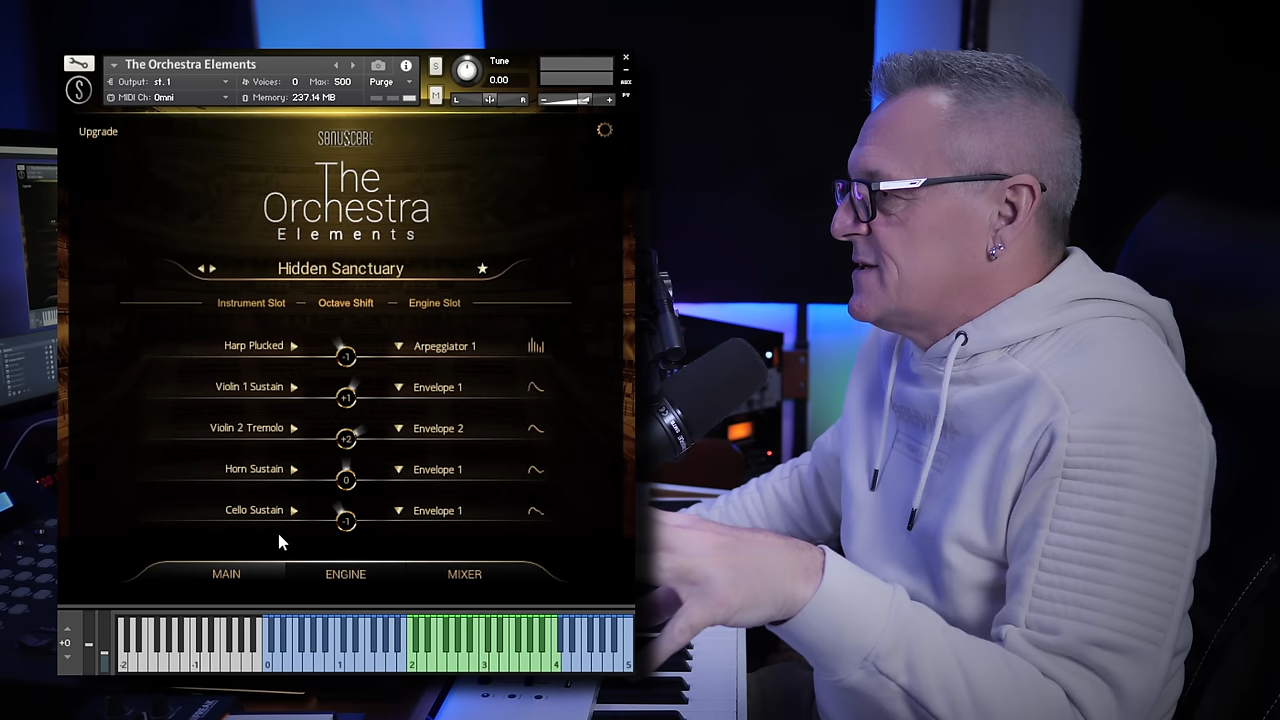 The Orchestra Elements
Output: st. 1
Voices: 0 Max: 500
Purge
MIDI Ch: Omni
Memory: 237.14 MB
S
M
Tune
0.00
L R
- +
AUX
PV
Upgrade
SONUSCORE
The
Orchestra
Elements
Hidden Sanctuary
Instrument Slot — Octave Shift — Engine Slot
Harp Plucked -1 Arpeggiator 1
Violin 1 Sustain +1 Envelope 1
Violin 2 Tremolo +2 Envelope 2
Horn Sustain 0 Envelope 1
Cello Sustain -1 Envelope 1
MAIN ENGINE MIXER
+0
-2 -1 0 1 2 3 4 5